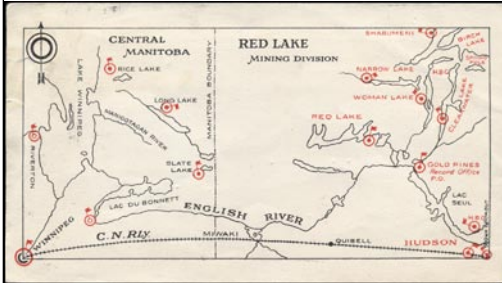 CENTRAL
MANITOBA
RED LAKE
MINING DIVISION
SHABUMENI
BIRCH
LAKE
N
LAKE WINNIPEG
RICE LAKE
MANITOBA BOUNDARY
NARROW LAKE
H.B.C.
LONG LAKE
WOMAN LAKE
LAKE
CLEARWATER
MANIGOTAGAN RIVER
RED LAKE
RIVERTON
SLATE
LAKE
GOLD PINES
Record Office
P.O.
LAC DU BONNETT
ENGLISH RIVER
LAC
SEUL
H.B.C.
WINNIPEG
C.N. RLY.
MINAKI
QUIBELL
HUDSON